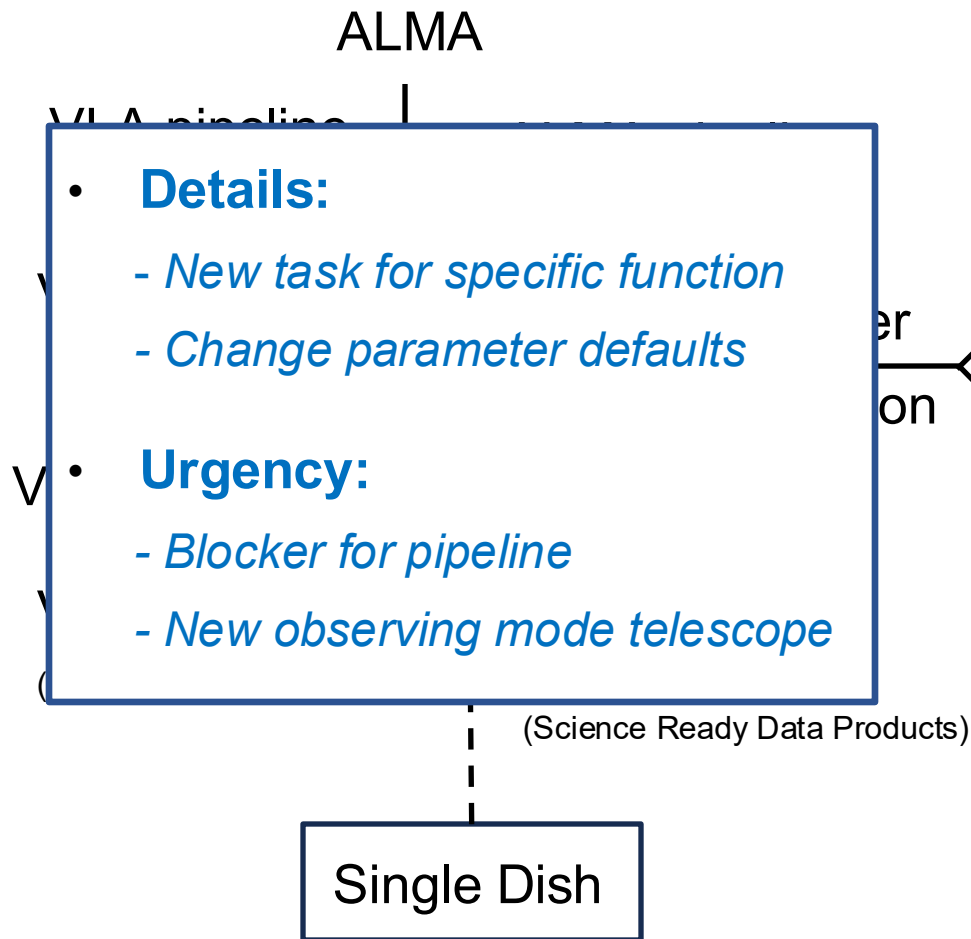 ALMA
• Details:
- New task for specific function
- Change parameter defaults
• Urgency:
- Blocker for pipeline
- New observing mode telescope
(Science Ready Data Products)
Single Dish